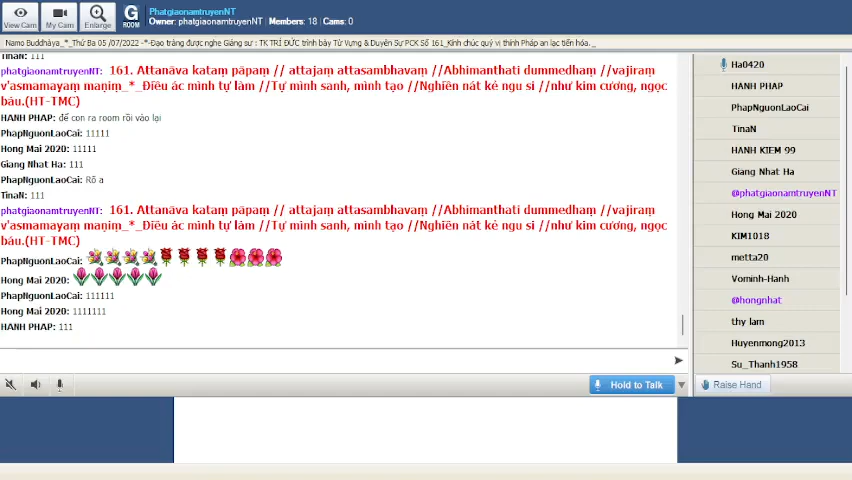 PhatgiaonamtruyenNT
Owner: phatgiaonamtruyenNT | Members: 18 | Cams: 0
View Cam
My Cam
Enlarge
G
ROOM
Namo Buddhāya_*_Thứ Ba 05 /07/2022 -*-Đạo tràng được nghe Giảng sư : TK TRÍ ĐỨC trình bày Từ Vựng & Duyên Sự PCK Số 161_Kính chúc quý vị thính Pháp an lạc tiến hóa. _
TinaN: 111
phatgiaonamtruyenNT: 161. Attanāva kataṃ pāpaṃ // attajaṃ attasambhavaṃ //Abhimanthati dummedhaṃ //vajiraṃ
v'asmamayaṃ maṇiṃ_*_Điều ác mình tự làm //Tự mình sanh, mình tạo //Nghiền nát kẻ ngu si //như kim cương, ngọc
báu.(HT-TMC)
HẠNH PHÁP: để con ra room rồi vào lại
PhapNguonLaoCai: 11111
Hong Mai 2020: 11111
Giang Nhat Ha: 111
PhapNguonLaoCai: Rõ a
TinaN: 111
phatgiaonamtruyenNT: 161. Attanāva kataṃ pāpaṃ // attajaṃ attasambhavaṃ //Abhimanthati dummedhaṃ //vajiraṃ
v'asmamayaṃ maṇiṃ_*_Điều ác mình tự làm //Tự mình sanh, mình tạo //Nghiền nát kẻ ngu si //như kim cương, ngọc
báu.(HT-TMC)
PhapNguonLaoCai:
Hong Mai 2020:
PhapNguonLaoCai: 111111
Hong Mai 2020: 1111111
HẠNH PHÁP: 111
Ha0420
HẠNH PHÁP
PhapNguonLaoCai
TinaN
HANH KIEM 99
Giang Nhat Ha
@phatgiaonamtruyenNT
Hong Mai 2020
KIM1018
metta20
Vominh-Hanh
@hongnhat
thy lam
Huyenmong2013
Su_Thanh1958
Hold to Talk
Raise Hand